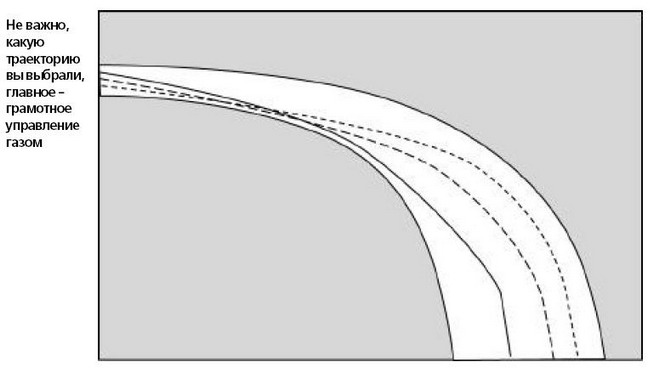 Не важно,
какую
траекторию
вы выбрали,
главное –
грамотное
управление
газом